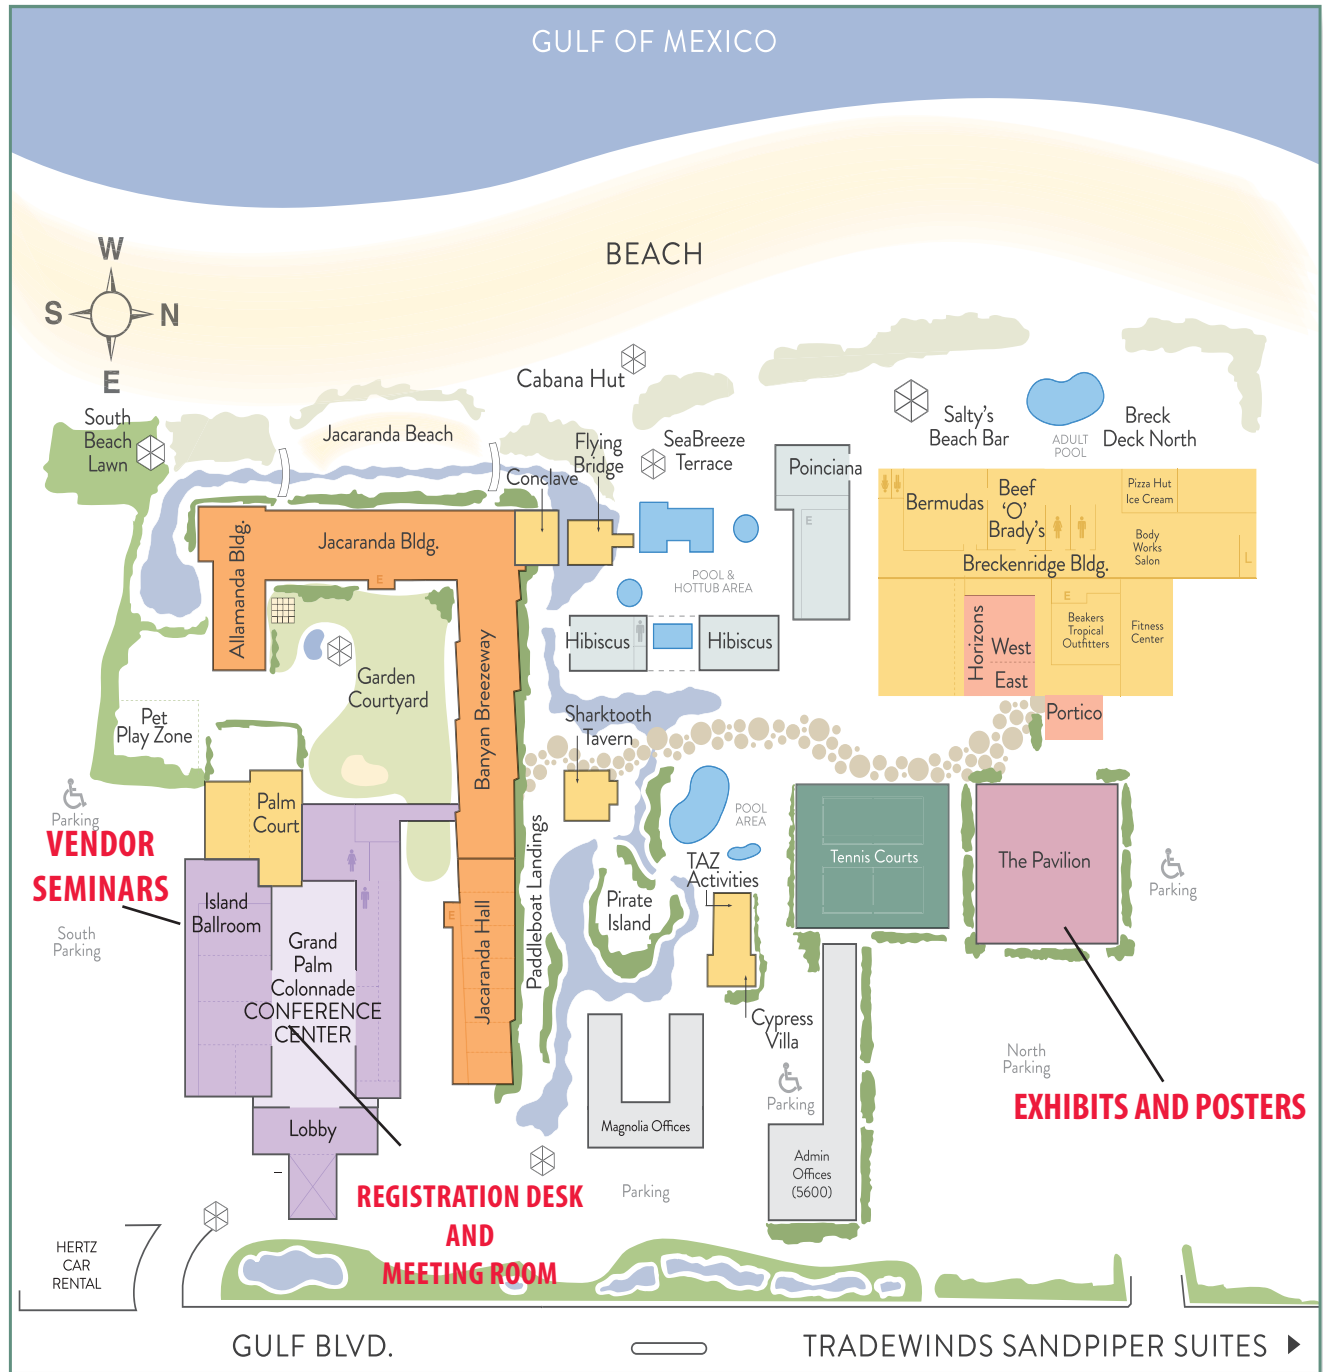 GULF OF MEXICO
BEACH
W
S
N
E
Cabana Hut
South
Beach
Lawn
Jacaranda Beach
Flying
Bridge
Conclave
SeaBreeze
Terrace
Salty's
Beach Bar
ADULT
POOL
Breck
Deck North
Poinciana
E
Bermudas
Beef
'O'
Brady's
Pizza Hut
Ice Cream
Body
Works
Salon
L
Breckenridge Bldg.
Allamanda Bldg.
Jacaranda Bldg.
E
POOL &
HOTTUB AREA
Hibiscus
Hibiscus
Horizons
West
East
E
Beakers
Tropical
Outfitters
Fitness
Center
Portico
Garden
Courtyard
Banyan Breezeway
Pet
Play Zone
Sharktooth
Tavern
Palm
Court
Parking
VENDOR
SEMINARS
South
Parking
Island
Ballroom
Grand
Palm
Colonnade
CONFERENCE
CENTER
Lobby
E
Jacaranda Hall
Paddleboat Landings
POOL
AREA
TAZ
Activities
Pirate
Island
Tennis Courts
The Pavilion
Parking
Cypress
Villa
Parking
North
Parking
EXHIBITS AND POSTERS
Magnolia Offices
Admin
Offices
(5600)
Parking
REGISTRATION DESK
AND
MEETING ROOM
HERTZ
CAR
RENTAL
GULF BLVD.
TRADEWINDS SANDPIPER SUITES